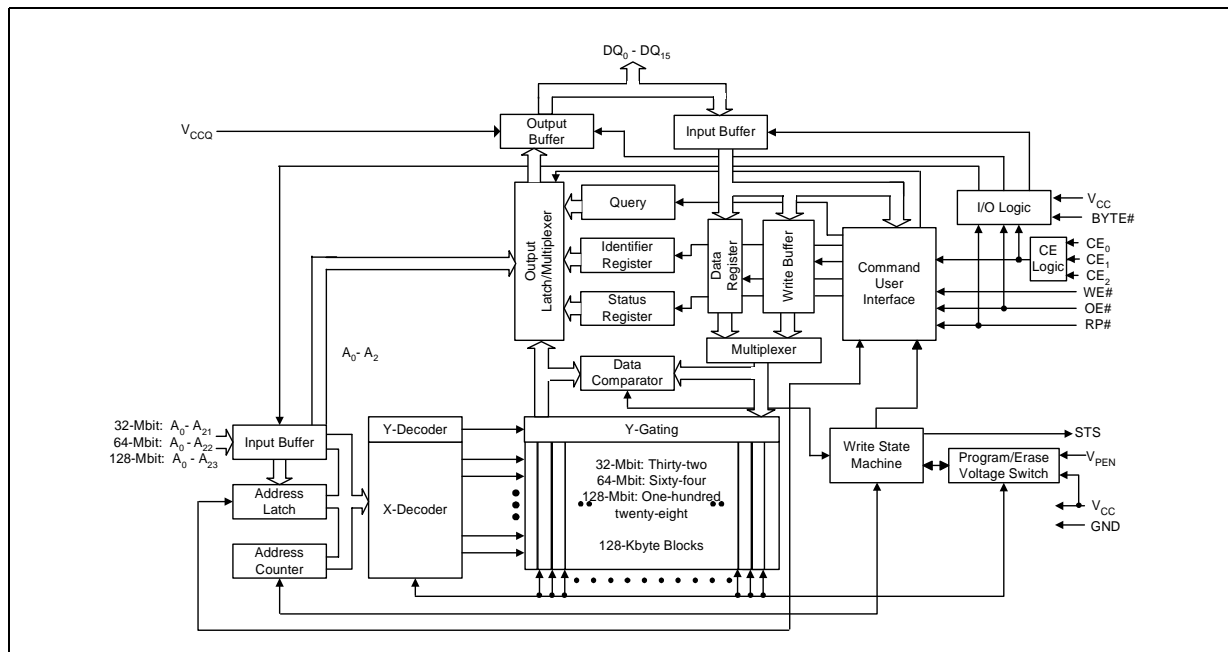 DQ0 - DQ15
VCCQ
Output
Buffer
Input Buffer
Output
Latch/Multiplexer
Query
Identifier
Register
Status
Register
Data
Register
Write Buffer
I/O Logic
VCC
BYTE#
CE
Logic
CE0
CE1
CE2
WE#
OE#
RP#
Command
User
Interface
Multiplexer
Data
Comparator
A0- A2
32-Mbit: A0- A21
64-Mbit: A0 - A22
128-Mbit: A0 - A23
Input Buffer
Address
Latch
Address
Counter
Y-Decoder
X-Decoder
Y-Gating
32-Mbit: Thirty-two
64-Mbit: Sixty-four
128-Mbit: One-hundred
twenty-eight
128-Kbyte Blocks
Write State
Machine
Program/Erase
Voltage Switch
STS
VPEN
VCC
GND